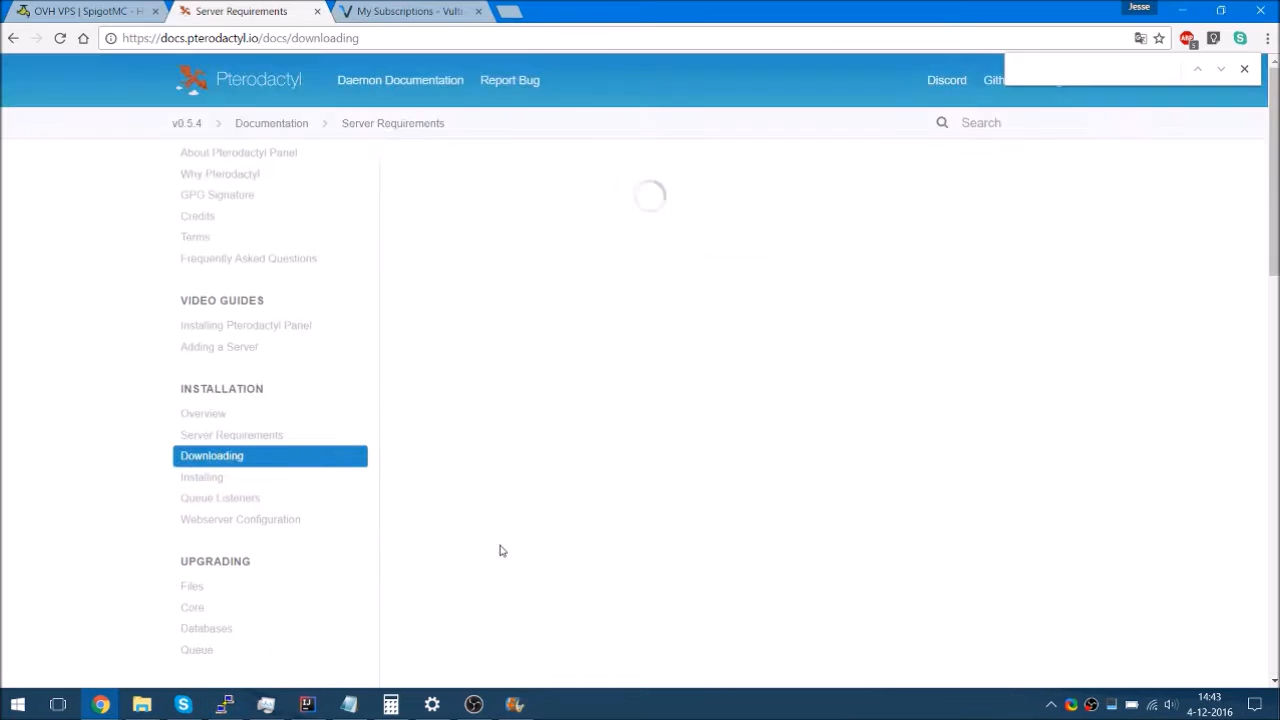 OVH VPS | SpigotMC - H
Server Requirements
My Subscriptions - Vultr
Jesse
https://docs.pterodactyl.io/docs/downloading
Pterodactyl
Daemon Documentation
Report Bug
Discord
Gith
v0.5.4
Documentation
Server Requirements
Search
About Pterodactyl Panel
Why Pterodactyl
GPG Signature
Credits
Terms
Frequently Asked Questions
VIDEO GUIDES
Installing Pterodactyl Panel
Adding a Server
INSTALLATION
Overview
Server Requirements
Downloading
Installing
Queue Listeners
Webserver Configuration
UPGRADING
Files
Core
Databases
Queue
14:43
4-12-2016